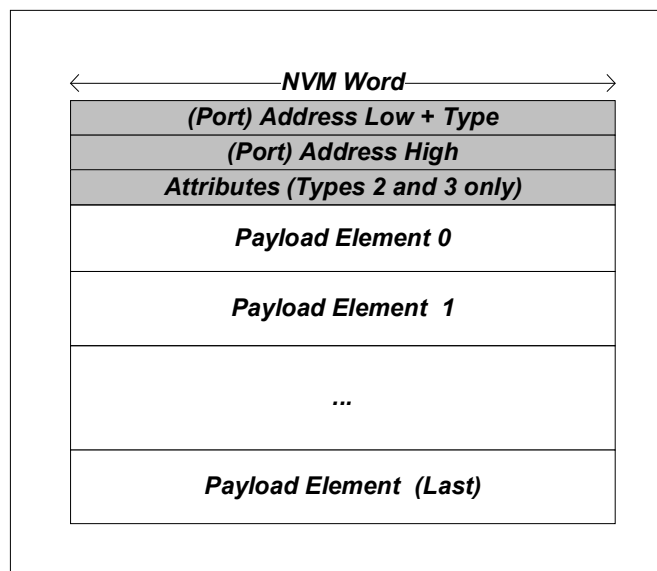 NVM Word
(Port) Address Low + Type
(Port) Address High
Attributes (Types 2 and 3 only)
Payload Element 0
Payload Element 1
...
Payload Element (Last)